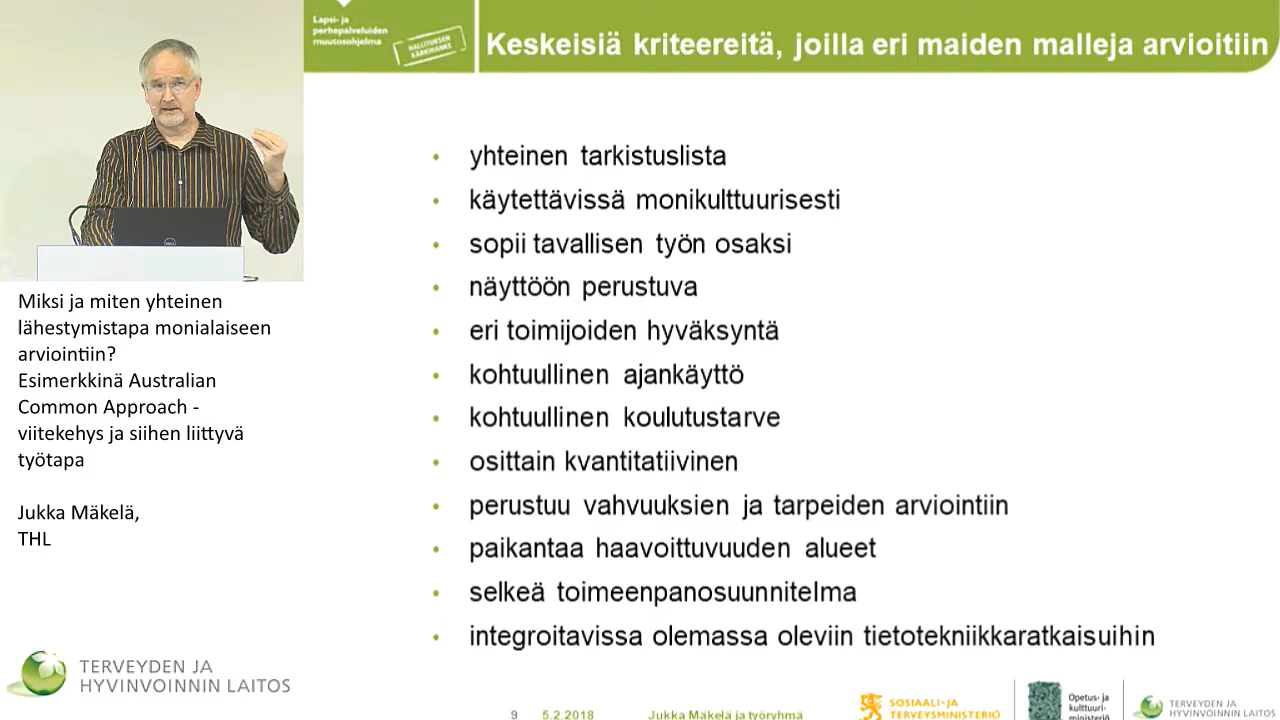 Lapsi- ja
perhepalveluiden
muutosohjelma
HALLITUKSEN
KÄRKIHANKE
Keskeisiä kriteereitä, joilla eri maiden malleja arvioitiin
• yhteinen tarkistuslista
• käytettävissä monikulttuurisesti
• sopii tavallisen työn osaksi
• näyttöön perustuva
• eri toimijoiden hyväksyntä
• kohtuullinen ajankäyttö
• kohtuullinen koulutustarve
• osittain kvantitatiivinen
• perustuu vahvuuksien ja tarpeiden arviointiin
• paikantaa haavoittuvuuden alueet
• selkeä toimeenpanosuunnitelma
• integroitavissa olemassa oleviin tietotekniikkaratkaisuihin
Miksi ja miten yhteinen
lähestymistapa monialaiseen
arviointiin?
Esimerkkinä Australian
Common Approach -
viitekehys ja siihen liittyvä
työtapa
Jukka Mäkelä,
THL
TERVEYDEN JA
HYVINVOINNIN LAITOS
9 5.2.2018 Jukka Mäkelä ja työryhmä
SOSIAALI- JA
TERVEYSMINISTERIÖ
Opetus- ja
kulttuuri-
ministeriö
TERVEYDEN JA
HYVINVOINNIN LAITOS